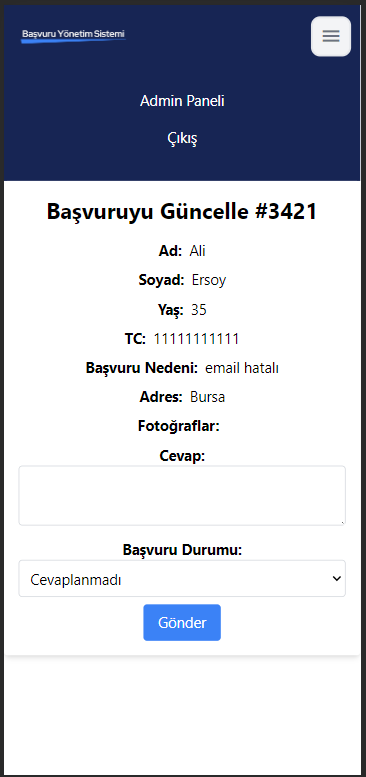 Başvuru Yönetim Sistemi
Admin Paneli
Çıkış
Başvuruyu Güncelle #3421
Ad: Ali
Soyad: Ersoy
Yaş: 35
TC: 11111111111
Başvuru Nedeni: email hatalı
Adres: Bursa
Fotoğraflar:
Cevap:
Başvuru Durumu:
Cevaplanmadı
Gönder